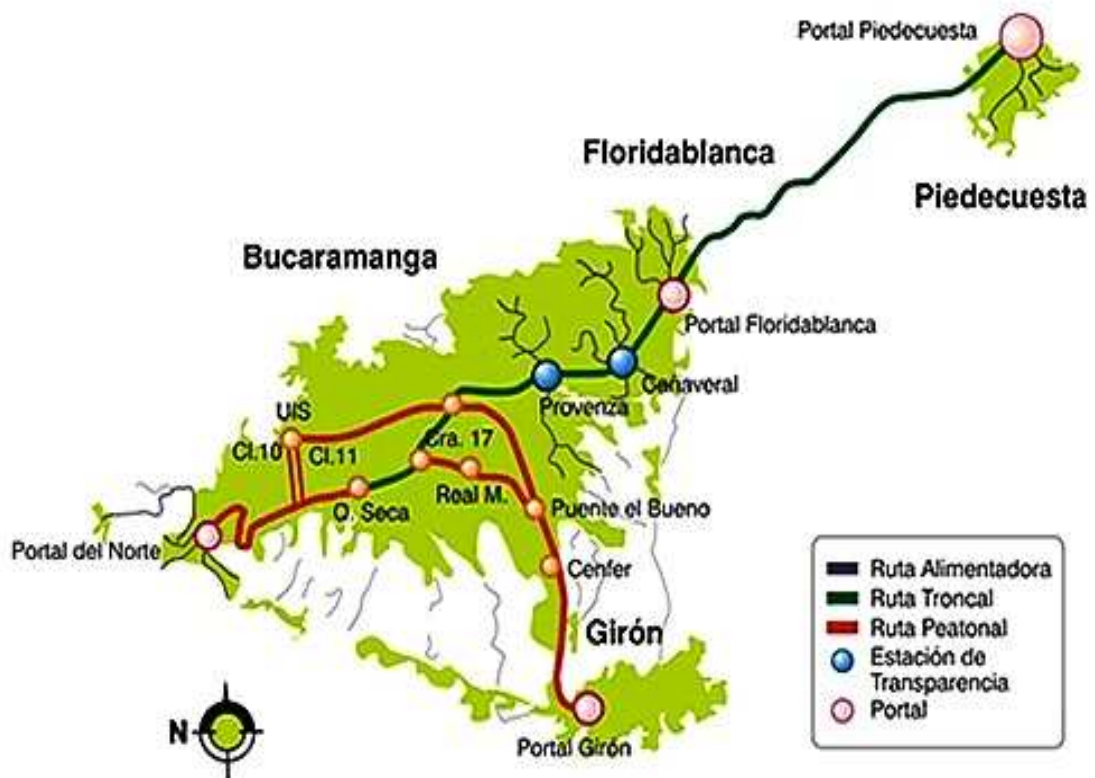 Portal Piedecuesta
Floridablanca
Piedecuesta
Bucaramanga
Portal Floridablanca
Cañaveral
Provenza
UIS
Cl.10
Cl.11
Cra. 17
Real M.
Q. Seca
Puente el Bueno
Portal del Norte
Cenfer
Girón
Portal Girón
N
Ruta Alimentadora
Ruta Troncal
Ruta Peatonal
Estación de
Transparencia
Portal